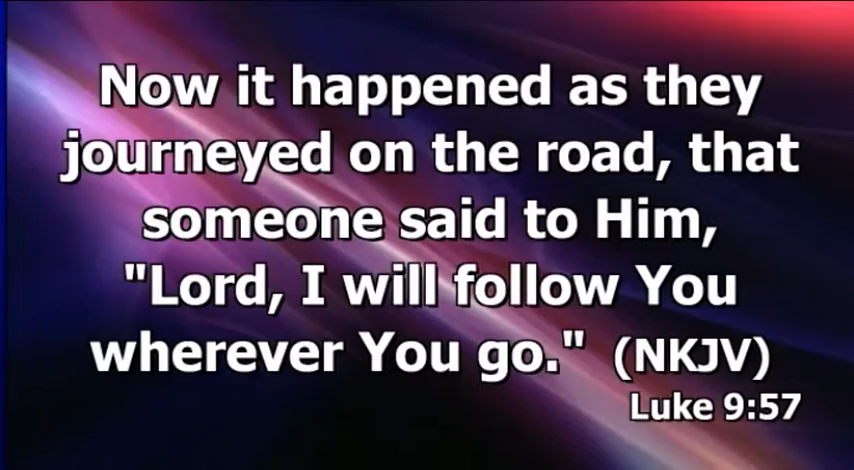 Now it happened as they
journeyed on the road, that
someone said to Him,
"Lord, I will follow You
wherever You go." (NKJV)
Luke 9:57